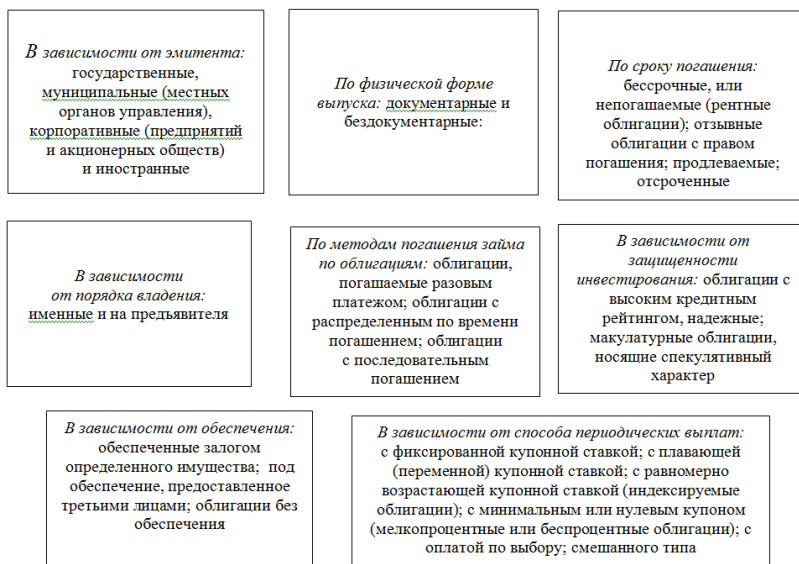 В зависимости от эмитента:
государственные,
муниципальные (местных
органов управления),
корпоративные (предприятий
и акционерных обществ)
и иностранные
По физической форме
выпуска: документарные и
бездокументарные:
По сроку погашения:
бессрочные, или
непогашаемые (рентные
облигации); отзывные
облигации с правом
погашения; продлеваемые;
отсроченные
В зависимости
от порядка владения:
именные и на предъявителя
По методам погашения займа
по облигациям: облигации,
погашаемые разовым
платежом; облигации с
распределенным по времени
погашением; облигации
с последовательным
погашением
В зависимости от
защищенности
инвестирования: облигации с
высоким кредитным
рейтингом, надежные;
макулатурные облигации,
носящие спекулятивный
характер
В зависимости от обеспечения:
обеспеченные залогом
определенного имущества; под
обеспечение, предоставленное
третьими лицами; облигации без
обеспечения
В зависимости от способа периодических выплат:
с фиксированной купонной ставкой; с плавающей
(переменной) купонной ставкой; с равномерно
возрастающей купонной ставкой (индексируемые
облигации); с минимальным или нулевым купоном
(мелкопроцентные или беспроцентные облигации); с
оплатой по выбору; смешанного типа